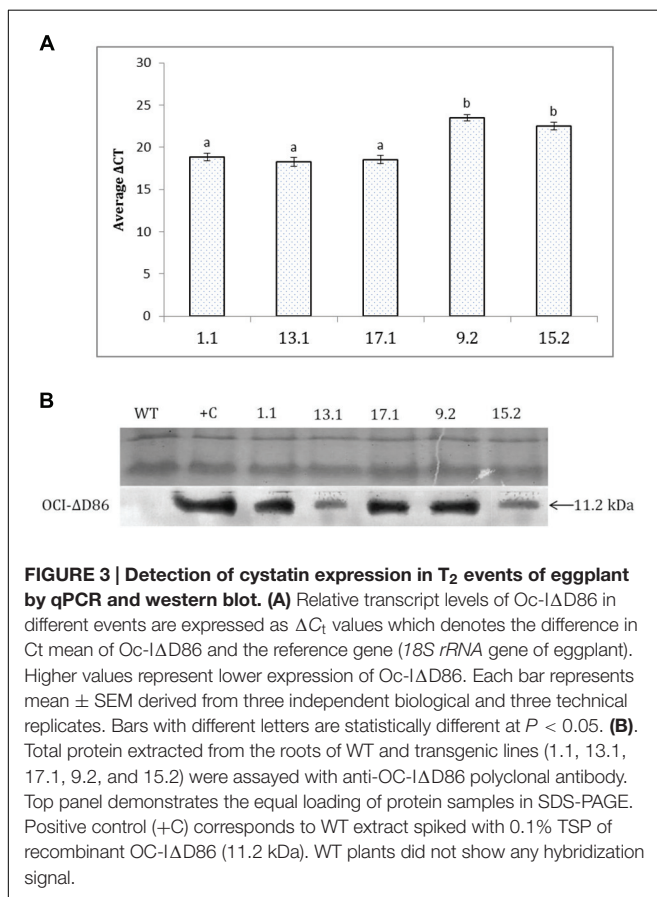 A
30
25
20
15
10
5
0
Average ΔCT
a
a
a
b
b
1.1 13.1 17.1 9.2 15.2
B
WT +C 1.1 13.1 17.1 9.2 15.2
OCI-ΔD86
←11.2 kDa
FIGURE 3 | Detection of cystatin expression in T₂ events of eggplant
by qPCR and western blot. (A) Relative transcript levels of Oc-IΔD86 in
different events are expressed as ΔCₜ values which denotes the difference in
Ct mean of Oc-IΔD86 and the reference gene (18S rRNA gene of eggplant).
Higher values represent lower expression of Oc-IΔD86. Each bar represents
mean ± SEM derived from three independent biological and three technical
replicates. Bars with different letters are statistically different at P < 0.05. (B).
Total protein extracted from the roots of WT and transgenic lines (1.1, 13.1,
17.1, 9.2, and 15.2) were assayed with anti-OC-IΔD86 polyclonal antibody.
Top panel demonstrates the equal loading of protein samples in SDS-PAGE.
Positive control (+C) corresponds to WT extract spiked with 0.1% TSP of
recombinant OC-IΔD86 (11.2 kDa). WT plants did not show any hybridization
signal.